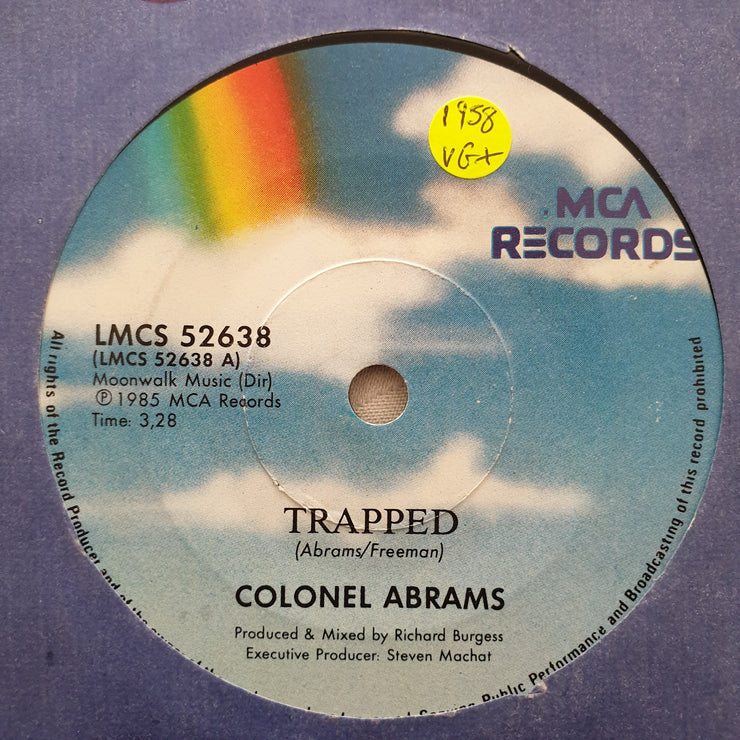 1958
VG+
MCA
RECORDS
LMCS 52638
(LMCS 52638 A)
Moonwalk Music (Dir)
Ⓟ 1985 MCA Records
Time: 3,28
TRAPPED
(Abrams/Freeman)
COLONEL ABRAMS
Produced & Mixed by Richard Burgess
Executive Producer: Steven Machat
All rights of the Record Producer and of the
Public Performance and Broadcasting of this record prohibited